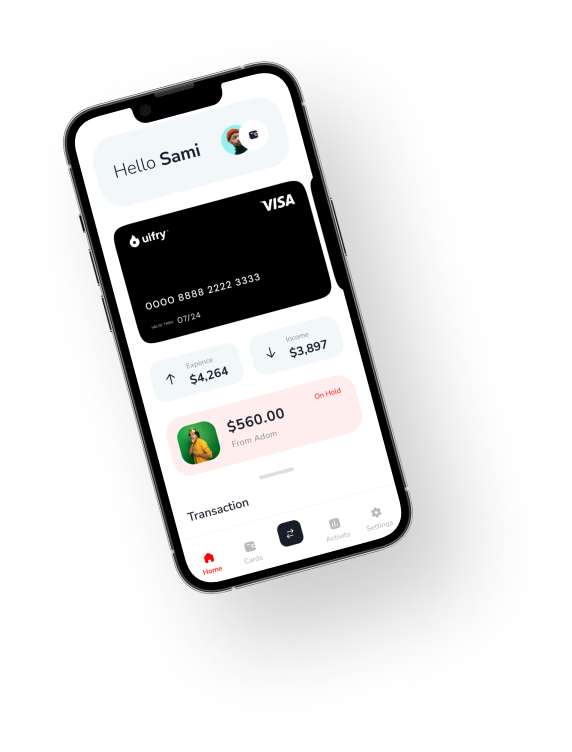 Hello Sami
VISA
uifry
0000 8888 2222 3333
VALID THRU 07/24
Expence
$4,264
Income
$3,897
On Hold
$560.00
From Adom
Transaction
Home
Cards
Activity
Settings